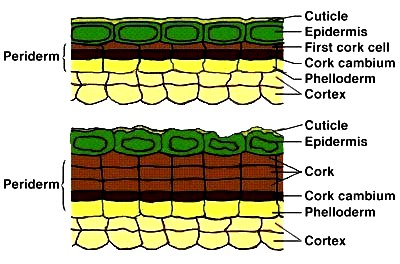 Cuticle
Epidermis
First cork cell
Periderm
Cork cambium
Phelloderm
Cortex
Cuticle
Epidermis
Cork
Periderm
Cork cambium
Phelloderm
Cortex